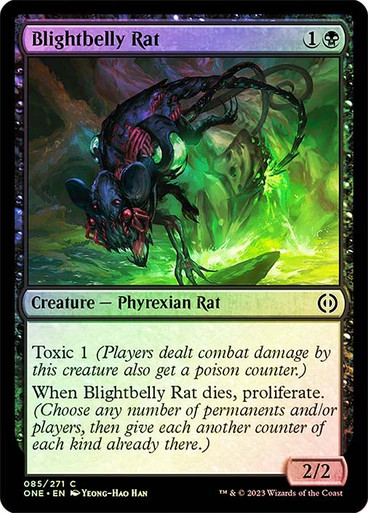 Blightbelly Rat 1
Creature — Phyrexian Rat
Toxic 1 (Players dealt combat damage by
this creature also get a poison counter.)
When Blightbelly Rat dies, proliferate.
(Choose any number of permanents and/or
players, then give each another counter of
each kind already there.)
2/2
085/271 C
ONE • EN Yeong-Hao Han
™ & © 2023 Wizards of the Coast